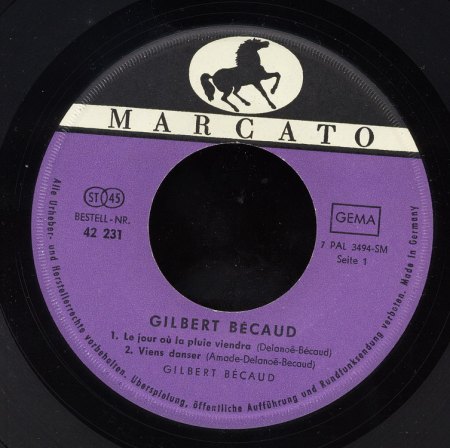 MARCATO
ST 45
BESTELL-NR.
42 231
GEMA
7 PAL 3494-SM
Seite 1
GILBERT BÉCAUD
1. Le jour où la pluie viendra (Delanoë-Bécaud)
2. Viens danser (Amade-Delanoë-Becaud)
GILBERT BÉCAUD
Alle Urheber- und Herstellerrechte vorbehalten. Überspielung, öffentliche Aufführung und Rundfunksendung verboten. Made in Germany